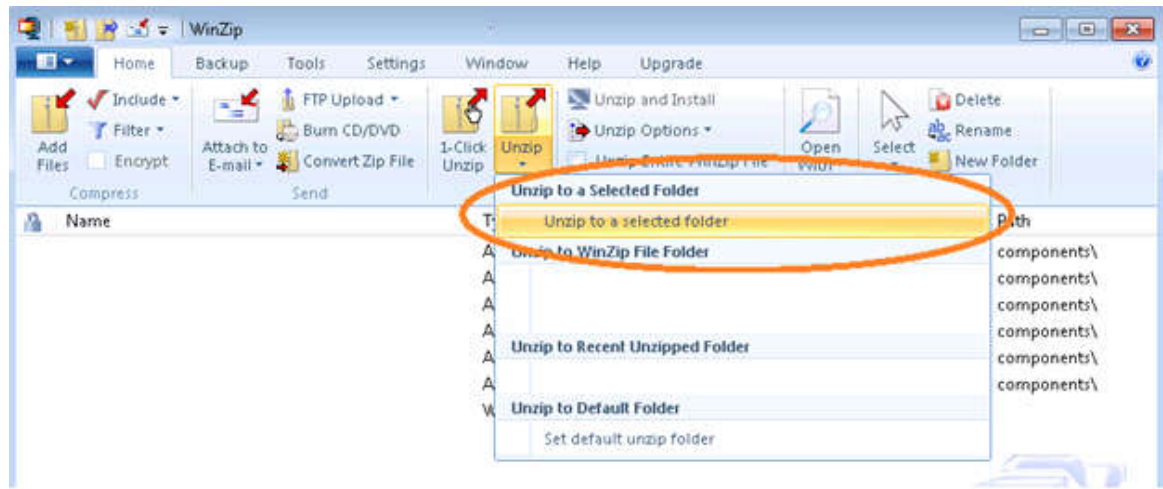 WinZip
Home Backup Tools Settings Window Help Upgrade
Include FTP Upload Unzip and Install Delete
Filter Burn CD/DVD Unzip Options Rename
Add Files Encrypt Attach to E-mail Convert Zip File 1-Click Unzip Unzip Unzip Entire WinZip File Open With Select New Folder
Compress Send
Unzip to a Selected Folder
Name Unzip to a selected folder Path
Unzip to WinZip File Folder components\
components\
components\
components\
Unzip to Recent Unzipped Folder components\
components\
Unzip to Default Folder
Set default unzip folder